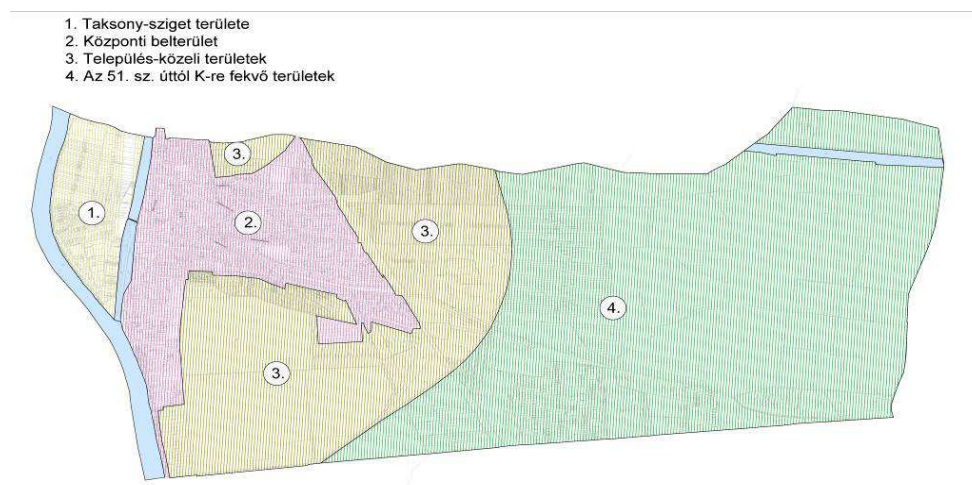 1. Taksony-sziget területe
2. Központi belterület
3. Település-közeli területek
4. Az 51. sz. úttól K-re fekvő területek
3.
1.
2.
3.
4.
3.